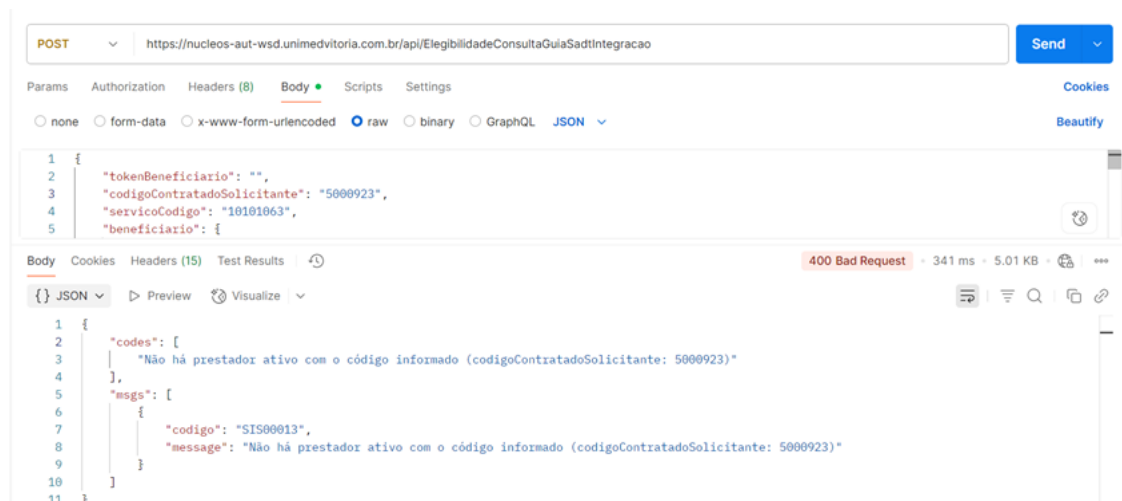 POST https://nucleos-aut-wsd.unimedvitoria.com.br/api/ElegibilidadeConsultaGuiaSadtIntegracao Send
Params Authorization Headers (8) Body Scripts Settings Cookies
none form-data x-www-form-urlencoded raw binary GraphQL JSON Beautify
1 {
2 "tokenBeneficiario": "",
3 "codigoContratadoSolicitante": "5000923",
4 "servicoCodigo": "10101063",
5 "beneficiario": {
Body Cookies Headers (15) Test Results 400 Bad Request 341 ms 5.01 KB
{} JSON Preview Visualize
1 {
2 "codes": [
3 "Não há prestador ativo com o código informado (codigoContratadoSolicitante: 5000923)"
4 ],
5 "msgs": [
6 {
7 "codigo": "SIS00013",
8 "message": "Não há prestador ativo com o código informado (codigoContratadoSolicitante: 5000923)"
9 }
10 ]
11 }